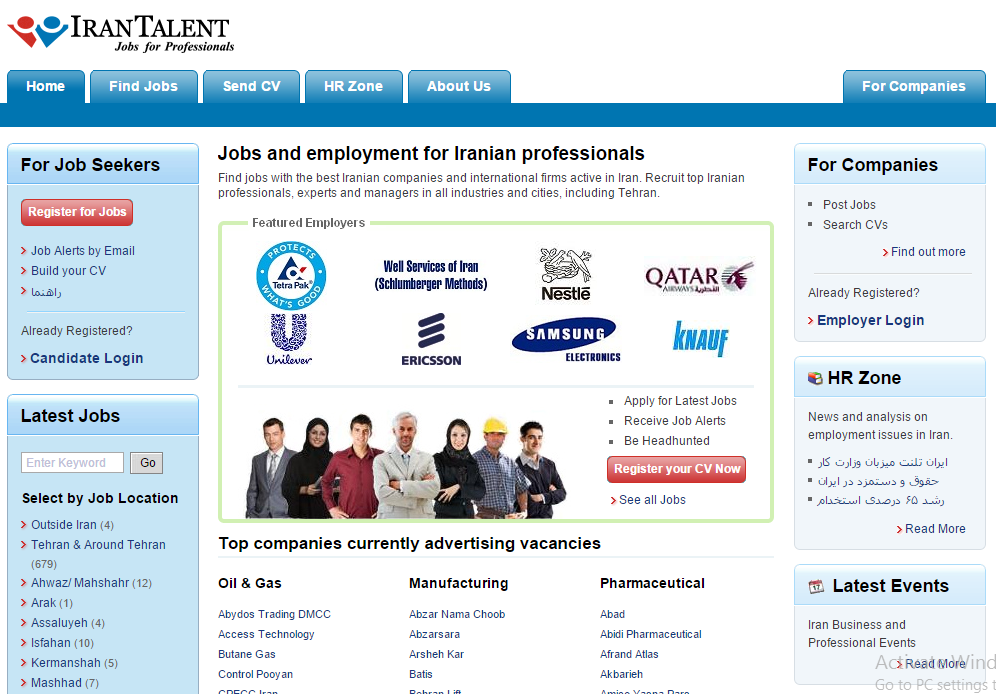 IRANTALENT
Jobs for Professionals
Home
Find Jobs
Send CV
HR Zone
About Us
For Companies
For Job Seekers
Register for Jobs
Job Alerts by Email
Build your CV
راهنما
Already Registered?
Candidate Login
Latest Jobs
Enter Keyword
Go
Select by Job Location
Outside Iran (4)
Tehran & Around Tehran
(679)
Ahwaz/ Mahshahr (12)
Arak (1)
Assaluyeh (4)
Isfahan (10)
Kermanshah (5)
Mashhad (7)
Jobs and employment for Iranian professionals
Find jobs with the best Iranian companies and international firms active in Iran. Recruit top Iranian
professionals, experts and managers in all industries and cities, including Tehran.
Featured Employers
PROTECTS
Tetra Pak
WHAT'S GOOD
Well Services of Iran
(Schlumberger Methods)
Nestlé
QATAR
AIRWAYS القطرية
Unilever
ERICSSON
SAMSUNG
ELECTRONICS
KNAUF
Apply for Latest Jobs
Receive Job Alerts
Be Headhunted
Register your CV Now
See all Jobs
Top companies currently advertising vacancies
Oil & Gas
Abydos Trading DMCC
Access Technology
Butane Gas
Control Pooyan
CPECC Iran
Manufacturing
Abzar Nama Choob
Abzarsara
Arsheh Kar
Batis
Behran Lift
Pharmaceutical
Abad
Abidi Pharmaceutical
Afrand Atlas
Akbarieh
Amico Yaona Parc
For Companies
Post Jobs
Search CVs
Find out more
Already Registered?
Employer Login
HR Zone
News and analysis on
employment issues in Iran.
ایران تلنت میزبان وزارت کار
حقوق و دستمزد در ایران
رشد ۶۵ درصدی استخدام
Read More
Latest Events
17
Iran Business and
Professional Events
Read More
Activate Wind
Go to PC settings t